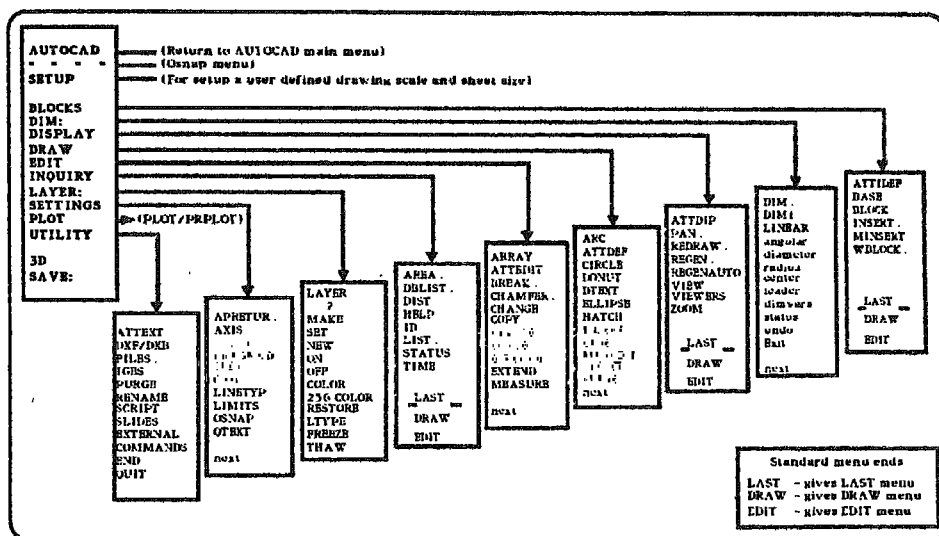 AUTOCAD
(Return to AUTOCAD main menu)
- - - -
(Osnap menu)
SETUP
(For setup a user defined drawing scale and sheet size)
BLOCKS
DIM:
DISPLAY
DRAW
EDIT
INQUIRY
LAYER:
SETTINGS
PLOT
(PLOT/PRPLOT)
UTILITY
3D
SAVE:
ATTEXT
DXF/DXB
FILES.
IGES
PURGE
RENAME
SCRIPT
SLIDES
EXTERNAL
COMMANDS
END
QUIT
APRETUR.
AXIS
LINETYP
LIMITS
OSNAP
QTEXT
next
LAYER
?
MAKE
SET
NEW
ON
OFF
COLOR
256 COLOR
RESTORE
LTYPE
FREEZE
THAW
AREA.
DBLIST.
DIST
HELP
ID
LIST.
STATUS
TIME
LAST
DRAW
EDIT
ARRAY
ATTEDIT
BREAK.
CHAMFER.
CHANGE
COPY
EXTEND
MEASURE
next
ARC
ATTDEF
CIRCLE
DONUT
DTEXT
ELLIPSE
HATCH
next
ATTDIP
PAN.
REDRAW.
REGEN.
REGENAUTO
VIEW
VIEWERS
ZOOM
LAST
DRAW
EDIT
DIM.
DIM1
LINEAR
angular
diameter
radius
center
leader
dimvars
status
undo
Exit
next
ATTDEF
BASE
BLOCK
INSERT.
MINSERT
WBLOCK.
LAST
DRAW
EDIT
Standard menu ends
LAST - gives LAST menu
DRAW - gives DRAW menu
EDIT - gives EDIT menu